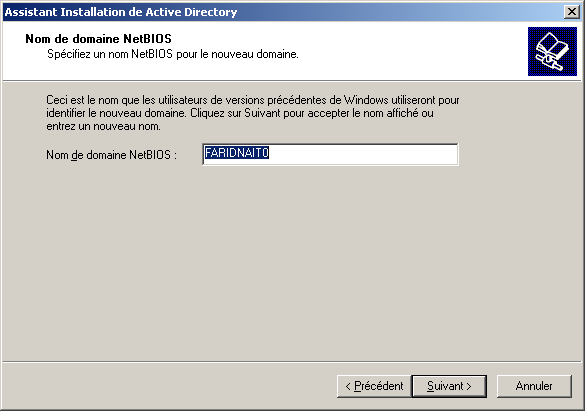 Assistant Installation de Active Directory
Nom de domaine NetBIOS
Spécifiez un nom NetBIOS pour le nouveau domaine.
Ceci est le nom que les utilisateurs de versions précédentes de Windows utiliseront pour
identifier le nouveau domaine. Cliquez sur Suivant pour accepter le nom affiché ou
entrez un nouveau nom.
Nom de domaine NetBIOS : FARIDNAIT0
< Précédent Suivant > Annuler